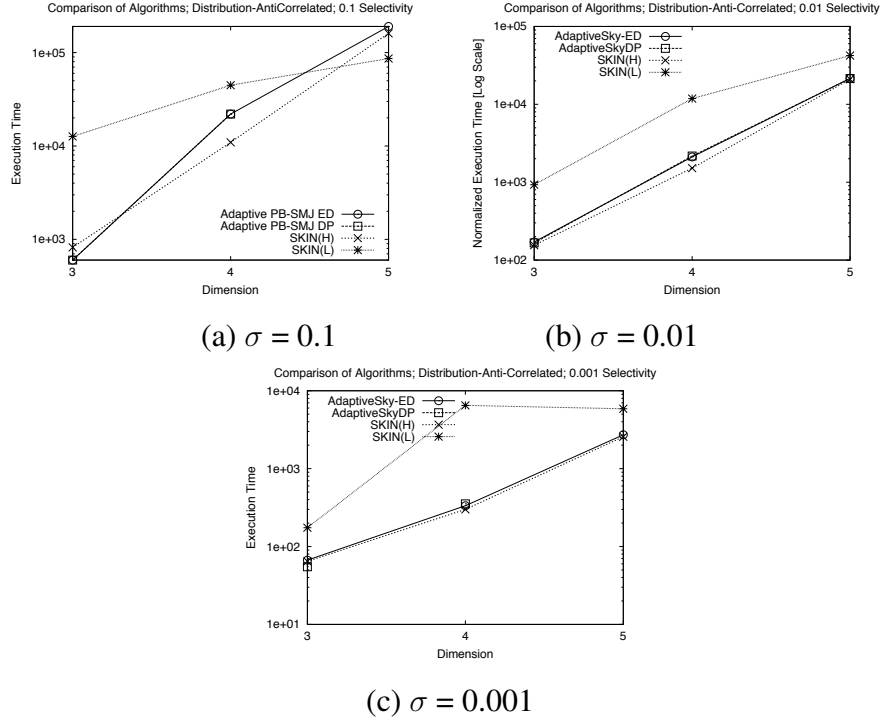 Comparison of Algorithms; Distribution-AntiCorrelated; 0.1 Selectivity
1e+05
1e+04
1e+03
Execution Time
Adaptive PB-SMJ ED
Adaptive PB-SMJ DP
SKIN(H)
SKIN(L)
3
4
5
Dimension
(a) σ = 0.1
Comparison of Algorithms; Distribution-Anti-Correlated; 0.01 Selectivity
1e+05
1e+04
1e+03
1e+02
Normalized Execution Time [Log Scale]
AdaptiveSky-ED
AdaptiveSkyDP
SKIN(H)
SKIN(L)
3
4
5
Dimension
(b) σ = 0.01
Comparison of Algorithms; Distribution-Anti-Correlated; 0.001 Selectivity
1e+04
1e+03
1e+02
1e+01
Execution Time
AdaptiveSky-ED
AdaptiveSkyDP
SKIN(H)
SKIN(L)
3
4
5
Dimension
(c) σ = 0.001